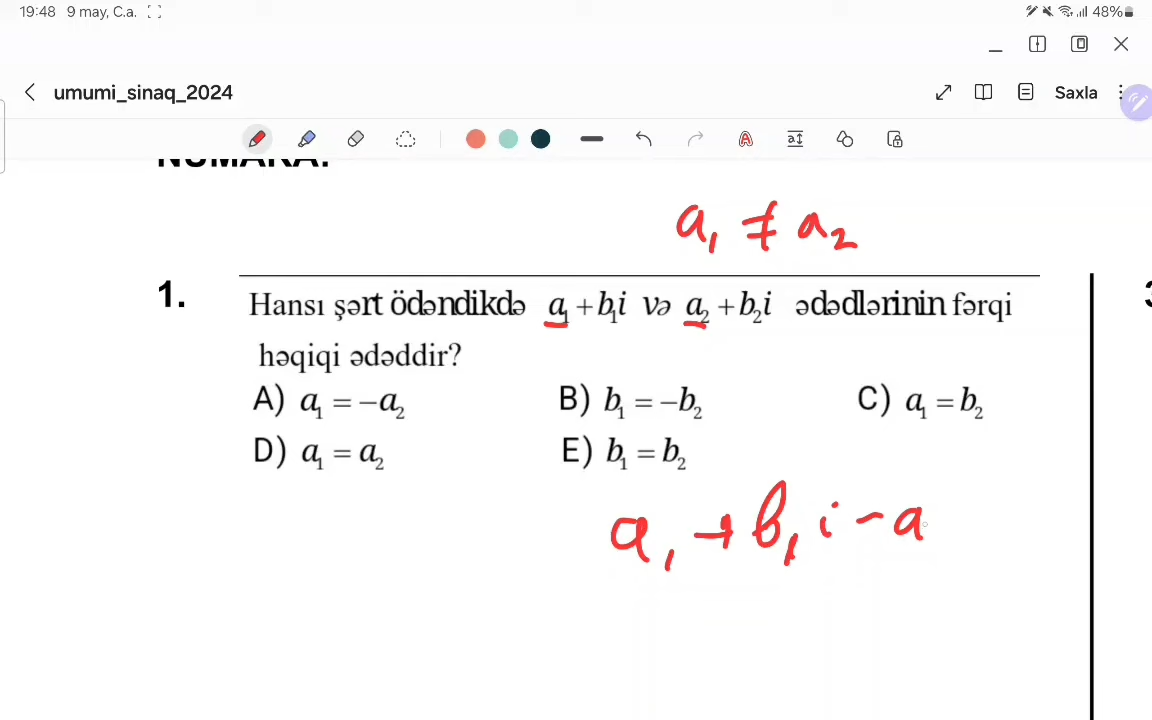 19:48 9 may, C.a. 48%
umumi_sinaq_2024 Saxla
a₁ ≠ a₂
1. Hansı şərt ödəndikdə a₁ + b₁i və a₂ + b₂i ədədlərinin fərqi
həqiqi ədəddir?
A) a₁ = −a₂ B) b₁ = −b₂ C) a₁ = b₂
D) a₁ = a₂ E) b₁ = b₂
a₁ + b₁i − a